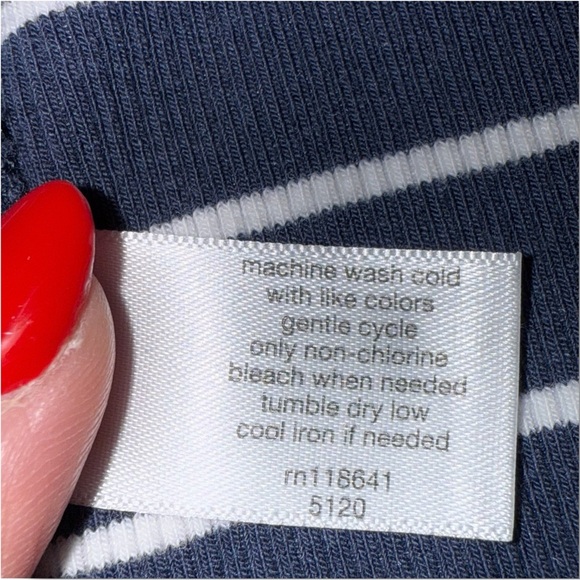 machine wash cold
with like colors
gentle cycle
only non-chlorine
bleach when needed
tumble dry low
cool iron if needed
rn118641
5120